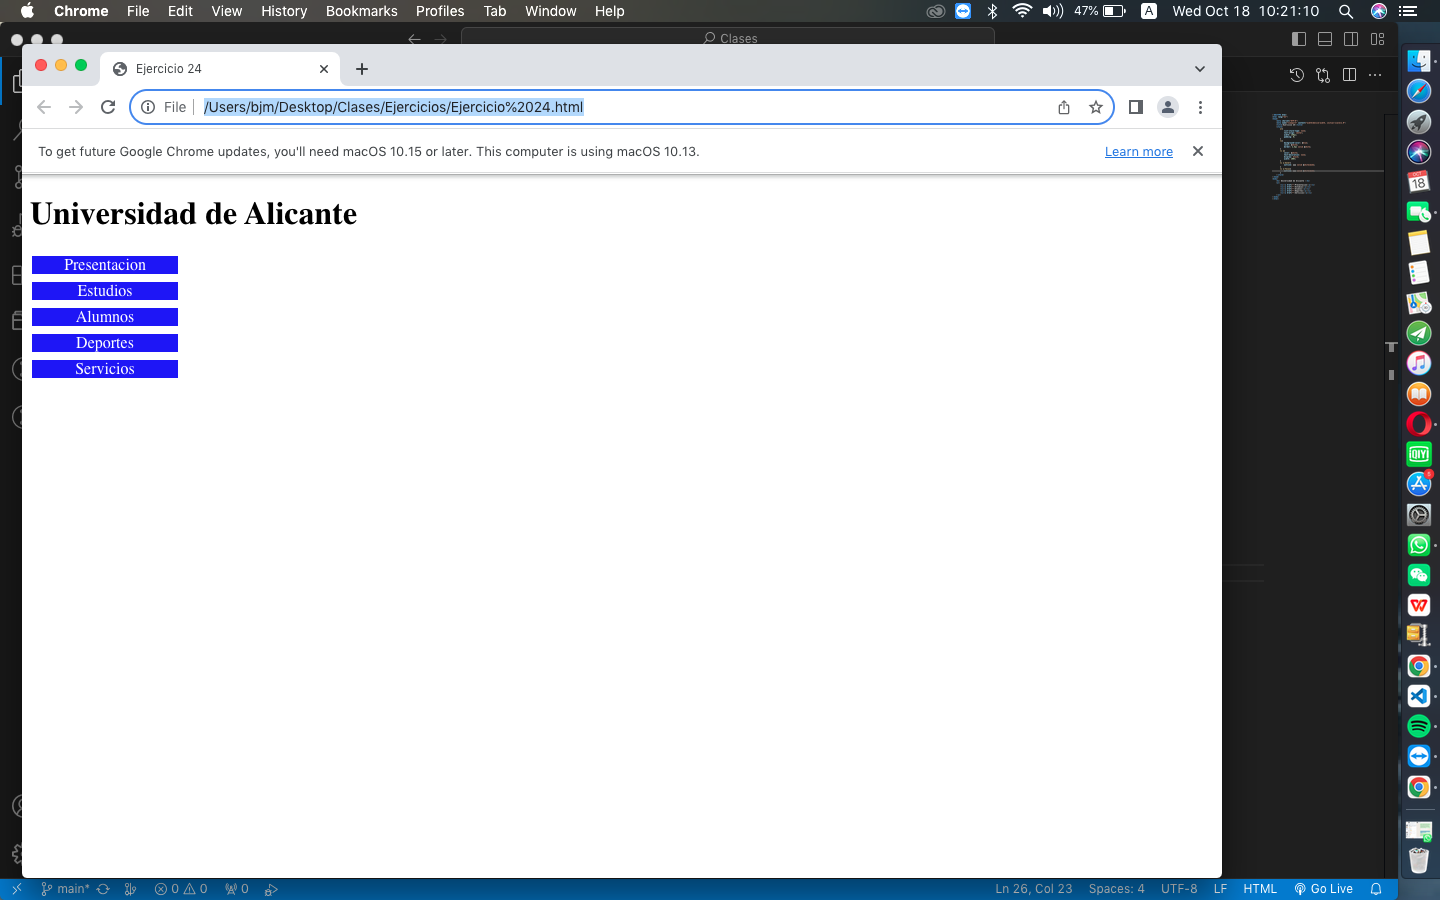 Chrome File Edit View History Bookmarks Profiles Tab Window Help 47% A Wed Oct 18 10:21:10
Clases
Ejercicio 24
File /Users/bjm/Desktop/Clases/Ejercicios/Ejercicio%2024.html
To get future Google Chrome updates, you'll need macOS 10.15 or later. This computer is using macOS 10.13. Learn more
Universidad de Alicante
Presentacion
Estudios
Alumnos
Deportes
Servicios
OCT
18
QIY
main* 0 0 0 Ln 26, Col 23 Spaces: 4 UTF-8 LF HTML Go Live